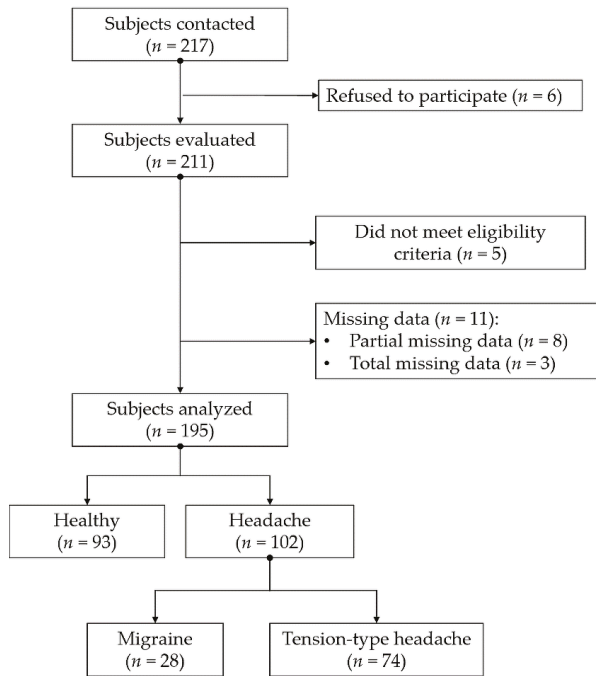 Subjects contacted
(n = 217)
Refused to participate (n = 6)
Subjects evaluated
(n = 211)
Did not meet eligibility
criteria (n = 5)
Missing data (n = 11):
• Partial missing data (n = 8)
• Total missing data (n = 3)
Subjects analyzed
(n = 195)
Healthy
(n = 93)
Headache
(n = 102)
Migraine
(n = 28)
Tension-type headache
(n = 74)